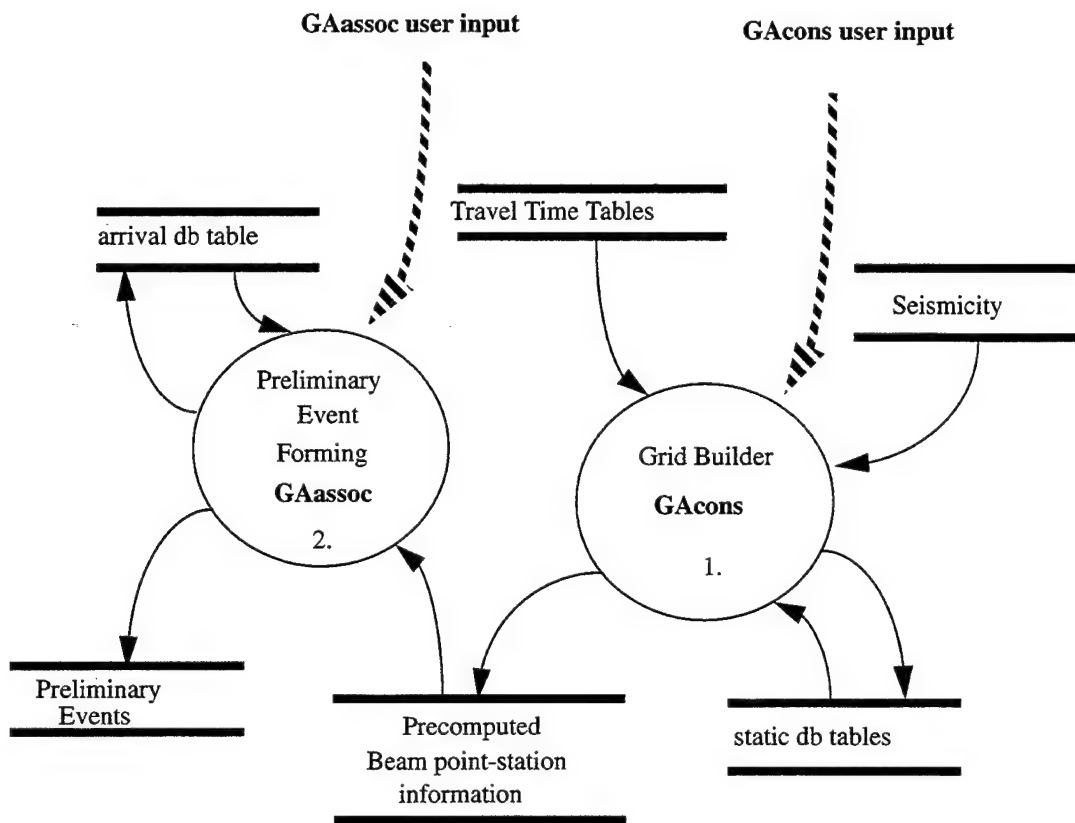 GAassoc user input
GAcons user input
Travel Time Tables
arrival db table
Seismicity
Preliminary
Event
Forming
GAassoc
2.
Grid Builder
GAcons
1.
Preliminary
Events
Precomputed
Beam point-station
information
static db tables